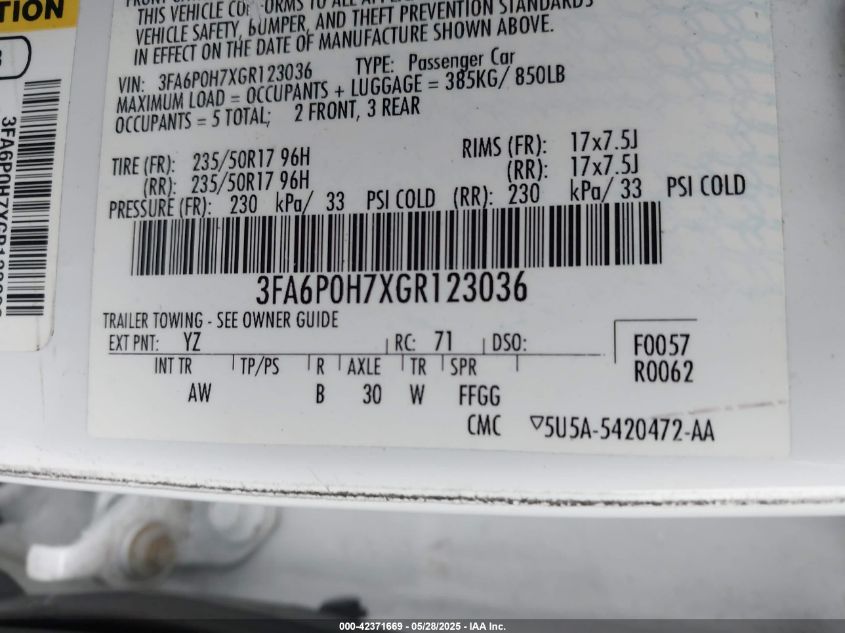 TION
THIS VEHICLE CONFORMS TO ALL
VEHICLE SAFETY, BUMPER, AND THEFT PREVENTION STANDARDS
IN EFFECT ON THE DATE OF MANUFACTURE SHOWN ABOVE.
VIN: 3FA6P0H7XGR123036 TYPE: Passenger Car
MAXIMUM LOAD = OCCUPANTS + LUGGAGE = 385KG/ 850LB
OCCUPANTS = 5 TOTAL; 2 FRONT, 3 REAR
TIRE (FR): 235/50R17 96H RIMS (FR): 17x7.5J
(RR): 235/50R17 96H (RR): 17x7.5J
PRESSURE (FR): 230 kPa/ 33 PSI COLD (RR): 230 kPa/ 33 PSI COLD
3FA6P0H7XGR123036
TRAILER TOWING - SEE OWNER GUIDE
EXT PNT: YZ RC: 71 DSO: F0057
INT TR TP/PS R AXLE TR SPR R0062
AW B 30 W FFGG
CMC ▽5U5A-5420472-AA
000-42371669 — 05/28/2025 — IAA Inc.